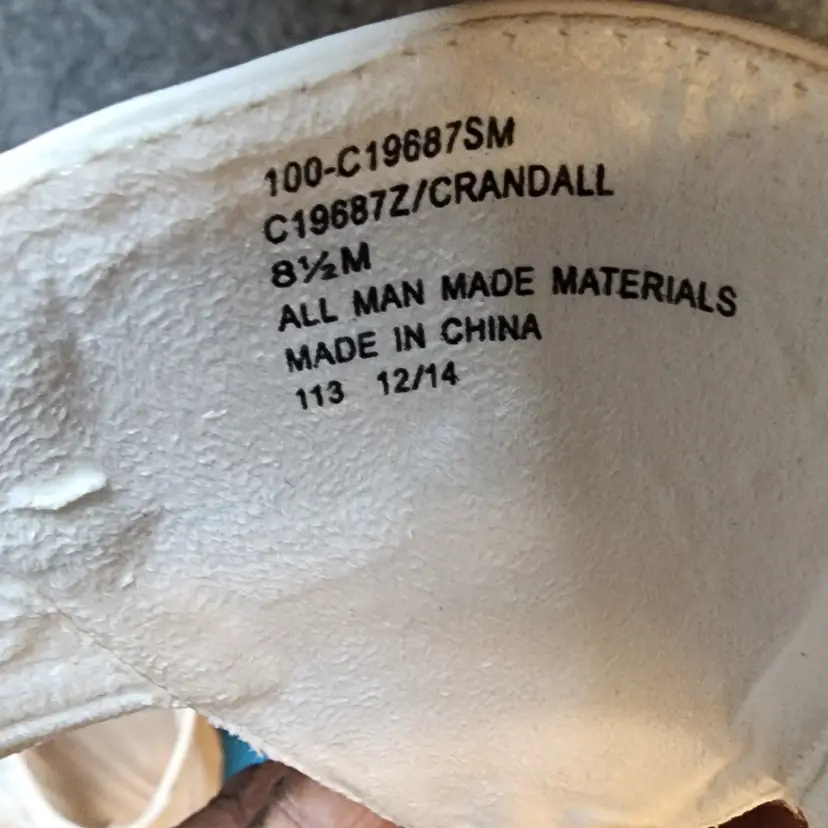 100-C19687SM
C19687Z/CRANDALL
8½M
ALL MAN MADE MATERIALS
MADE IN CHINA
113 12/14